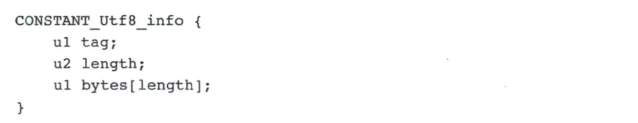 CONSTANT_Utf8_info {
    u1 tag;
    u2 length;
    u1 bytes[length];
}